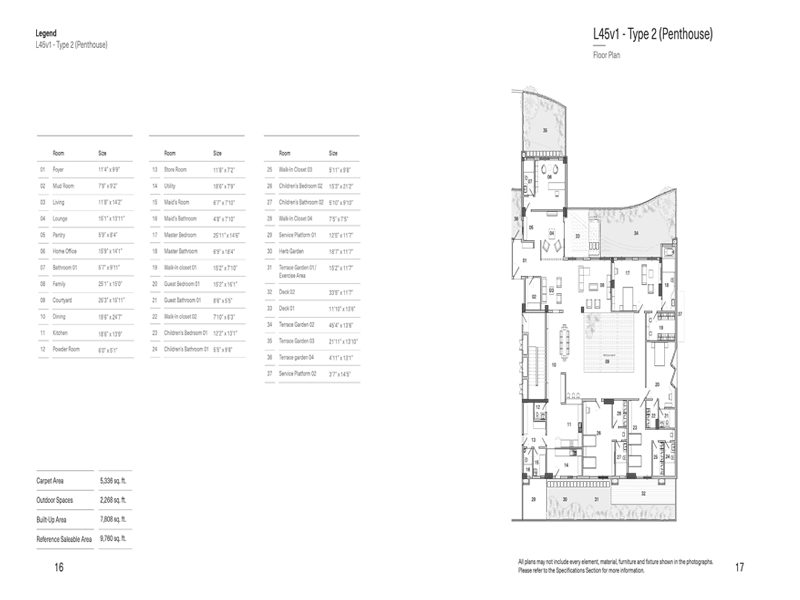 Legend
L45v1 - Type 2 (Penthouse)
Room Size
01 Foyer 11'4" x 9'9"
02 Mud Room 7'9" x 9'2"
03 Living 11'8" x 14'2"
04 Lounge 15'1" x 13'11"
05 Pantry 5'9" x 8'4"
06 Home Office 15'9" x 14'1"
07 Bathroom 01 5'7" x 9'11"
08 Family 25'1" x 15'0"
09 Courtyard 30'3" x 10'11"
10 Dining 19'6" x 24'7"
11 Kitchen 18'6" x 13'9"
12 Powder Room 6'0" x 5'1"
Room Size
13 Store Room 11'8" x 7'2"
14 Utility 16'6" x 7'9"
15 Maid's Room 6'7" x 7'10"
16 Maid's Bathroom 4'8" x 7'10"
17 Master Bedroom 25'11" x 14'6"
18 Master Bathroom 6'9" x 16'4"
19 Walk-In closet 01 15'2" x 7'10"
20 Guest Bedroom 01 15'2" x 16'1"
21 Guest Bathroom 01 8'6" x 5'5"
22 Walk-In closet 02 7'10" x 6'3"
23 Children's Bedroom 01 12'2" x 13'1"
24 Children's Bathroom 01 5'5" x 9'8"
Room Size
25 Walk-In Closet 03 5'11" x 9'8"
26 Children's Bedroom 02 15'3" x 21'2"
27 Children's Bathroom 02 5'10" x 9'10"
28 Walk-In Closet 04 7'5" x 7'5"
29 Service Platform 01 12'0" x 11'7"
30 Herb Garden 19'7" x 11'7"
31 Terrace Garden 01/ 15'2" x 11'7"
Exercise Area
32 Deck 02 33'9" x 11'7"
33 Deck 01 11'10" x 13'8"
34 Terrace Garden 02 46'4" x 13'8"
35 Terrace Garden 03 21'11" x 13'10"
36 Terrace garden 04 4'11" x 13'1"
37 Service Platform 02 3'7" x 14'5"
Carpet Area 5,336 sq. ft.
Outdoor Spaces 2,268 sq. ft.
Built-Up Area 7,808 sq. ft.
Reference Saleable Area 9,760 sq. ft.
16
L45v1 - Type 2 (Penthouse)
Floor Plan
35
06
07
36
05
04
33
34
01
02
03
08
17
18
37
19
10
09
20
12
11
13
26
28
22
21
23
27
25
24
14
16
15
29
30
31
32
All plans may not include every element, material, furniture and fixture shown in the photographs.
Please refer to the Specifications Section for more information.
17